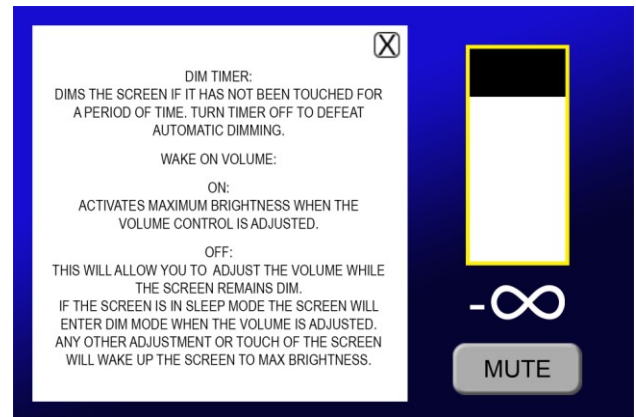 X
DIM TIMER:
DIMS THE SCREEN IF IT HAS NOT BEEN TOUCHED FOR
A PERIOD OF TIME. TURN TIMER OFF TO DEFEAT
AUTOMATIC DIMMING.
WAKE ON VOLUME:
ON:
ACTIVATES MAXIMUM BRIGHTNESS WHEN THE
VOLUME CONTROL IS ADJUSTED.
OFF:
THIS WILL ALLOW YOU TO ADJUST THE VOLUME WHILE
THE SCREEN REMAINS DIM.
IF THE SCREEN IS IN SLEEP MODE THE SCREEN WILL
ENTER DIM MODE WHEN THE VOLUME IS ADJUSTED.
ANY OTHER ADJUSTMENT OR TOUCH OF THE SCREEN
WILL WAKE UP THE SCREEN TO MAX BRIGHTNESS.
-∞
MUTE